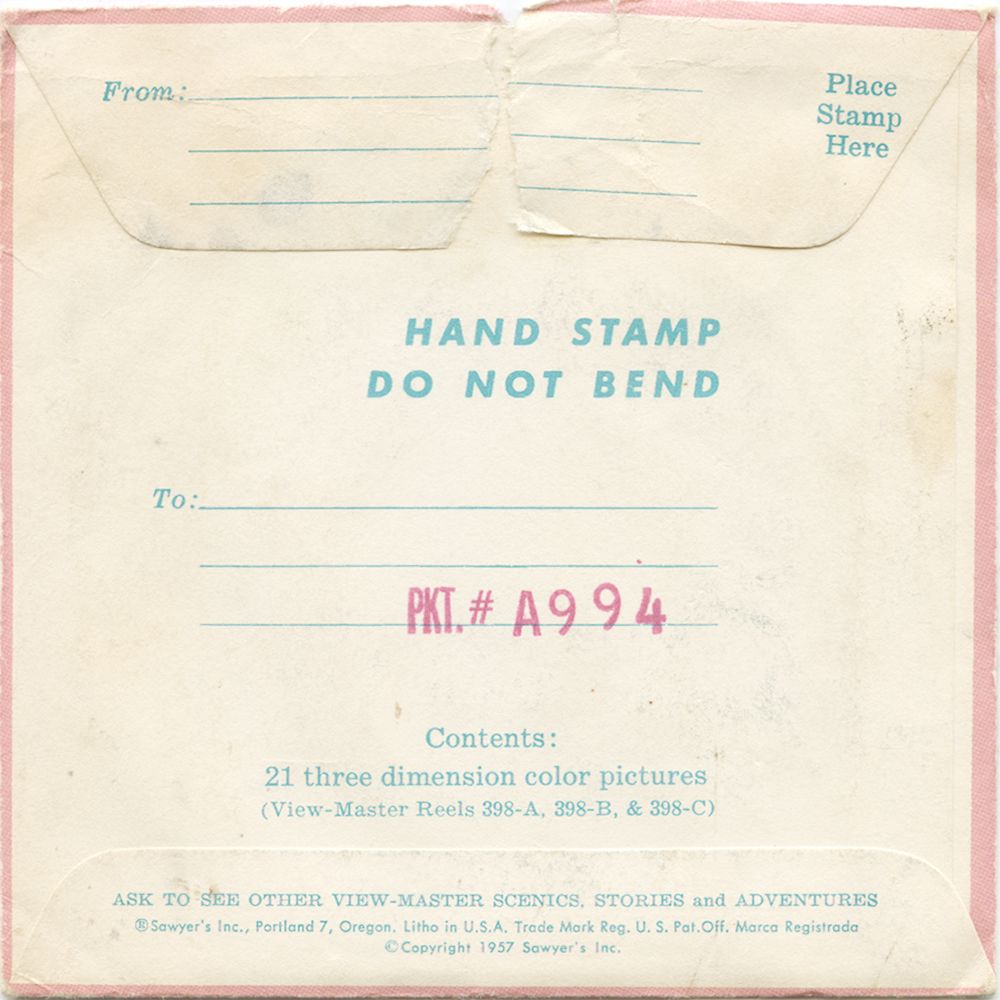 From:
Place
Stamp
Here
HAND STAMP
DO NOT BEND
To:
PKT. # A994
Contents:
21 three dimension color pictures
(View-Master Reels 398-A, 398-B, & 398-C)
ASK TO SEE OTHER VIEW-MASTER SCENICS, STORIES and ADVENTURES
®Sawyer's Inc., Portland 7, Oregon. Litho in U.S.A. Trade Mark Reg. U. S. Pat. Off. Marca Registrada
©Copyright 1957 Sawyer's Inc.